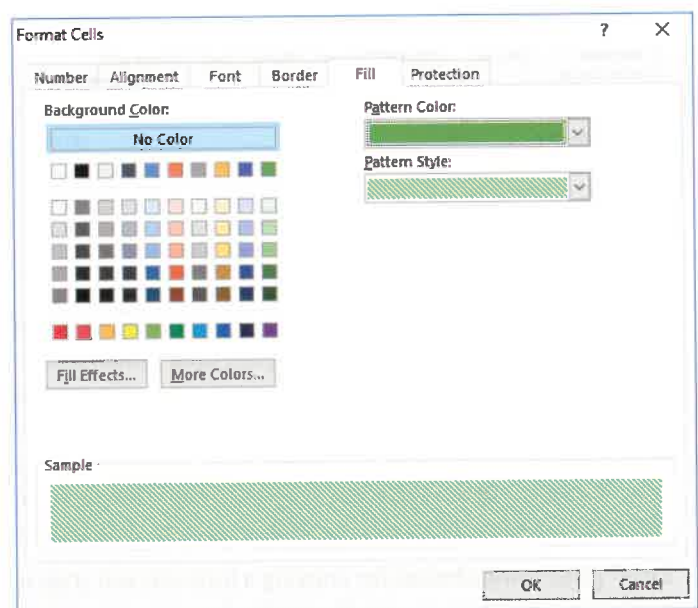 Format Cells ? ×
Number Alignment Font Border Fill Protection
Background Color:
No Color
Pattern Color:
Pattern Style:
Fill Effects... More Colors...
Sample
OK Cancel